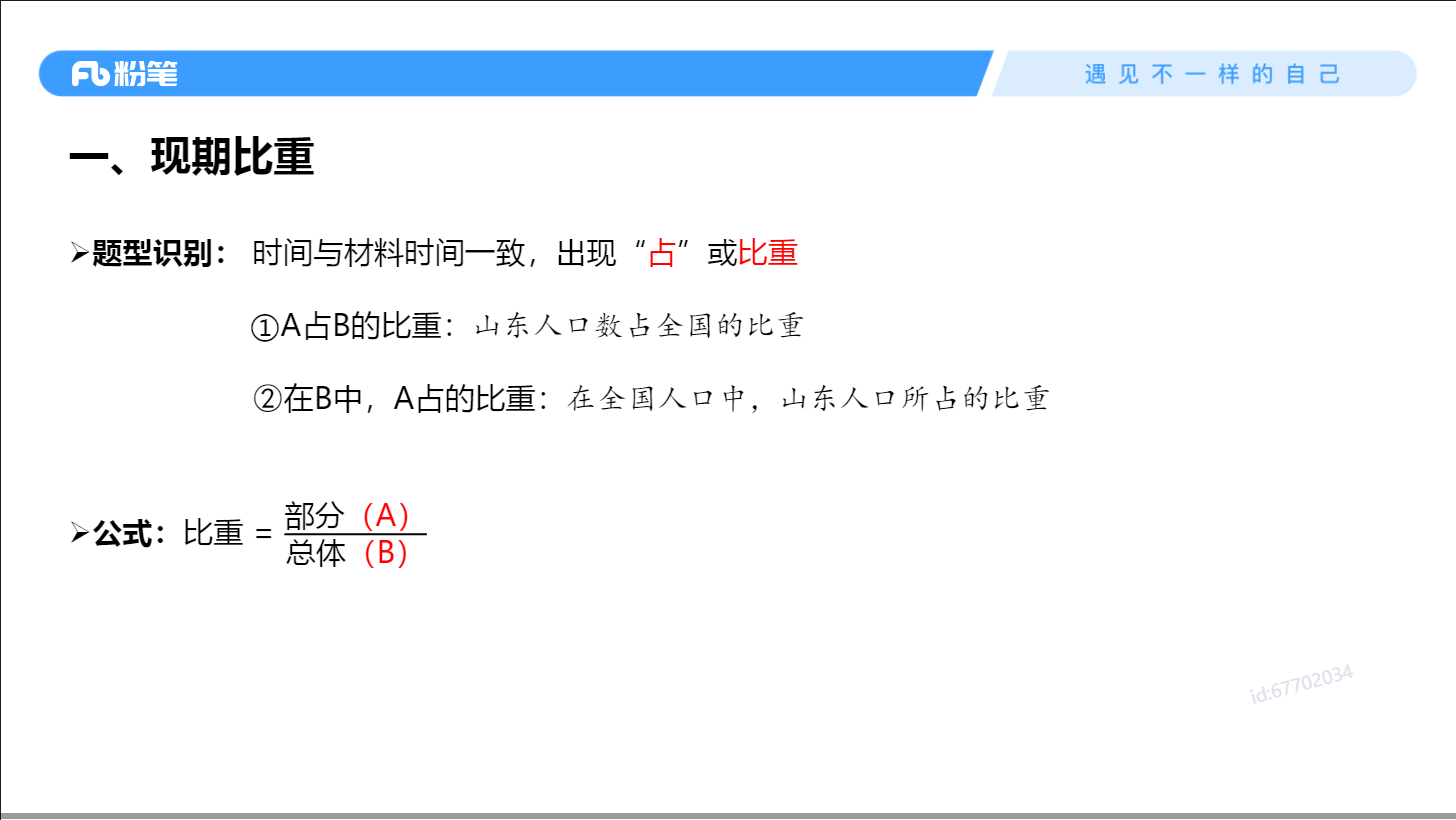 Fb粉笔
遇见不一样的自己
一、现期比重
➢题型识别： 时间与材料时间一致，出现“占”或比重
①A占B的比重：山东人口数占全国的比重
②在B中，A占的比重：在全国人口中，山东人口所占的比重
➢公式：比重 = 部分（A）
总体（B）
id:67702034